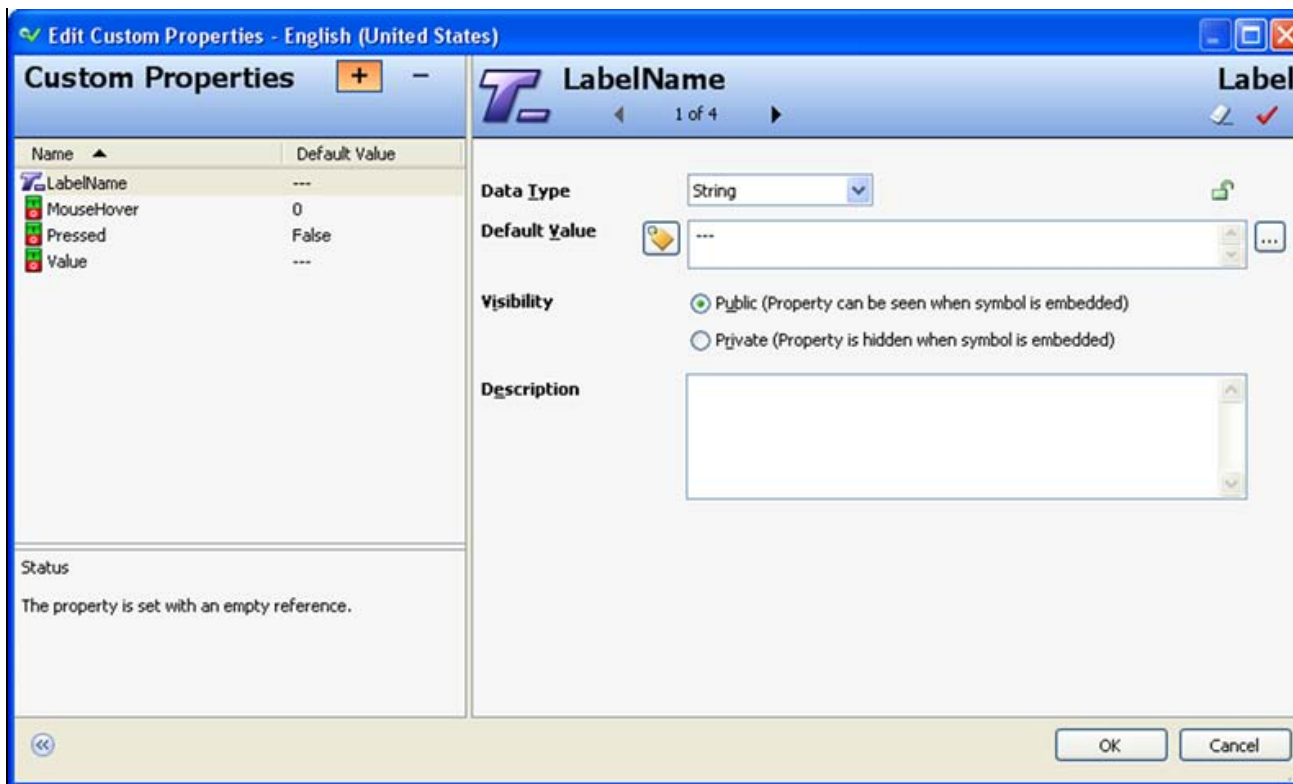 Edit Custom Properties - English (United States)
Custom Properties + −
LabelName
Label
1 of 4
Name Default Value
LabelName ---
MouseHover 0
Pressed False
Value ---
Data Type String
Default Value --- ...
Visibility Public (Property can be seen when symbol is embedded)
Private (Property is hidden when symbol is embedded)
Description
Status
The property is set with an empty reference.
OK Cancel